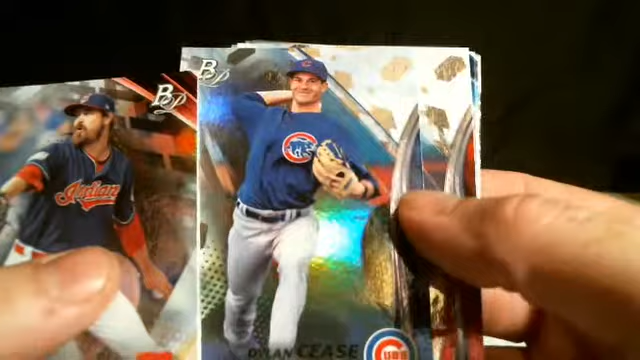 BP
BP
Indians
DYLAN CEASE
CUBS